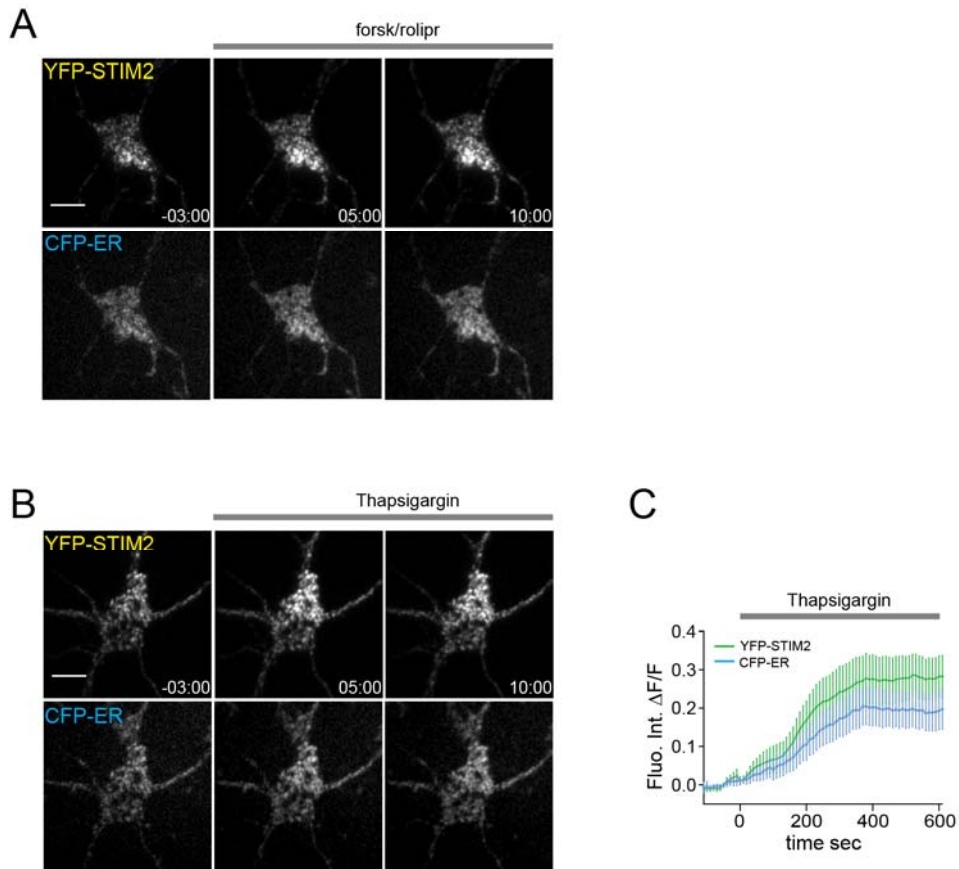 A
forsk/rolipr
YFP-STIM2
-03:00
05:00
10:00
CFP-ER
B
Thapsigargin
YFP-STIM2
-03:00
05:00
10:00
CFP-ER
C
Thapsigargin
YFP-STIM2
CFP-ER
Fluo. Int. ΔF/F
0.4
0.3
0.2
0.1
0.0
0 200 400 600
time sec